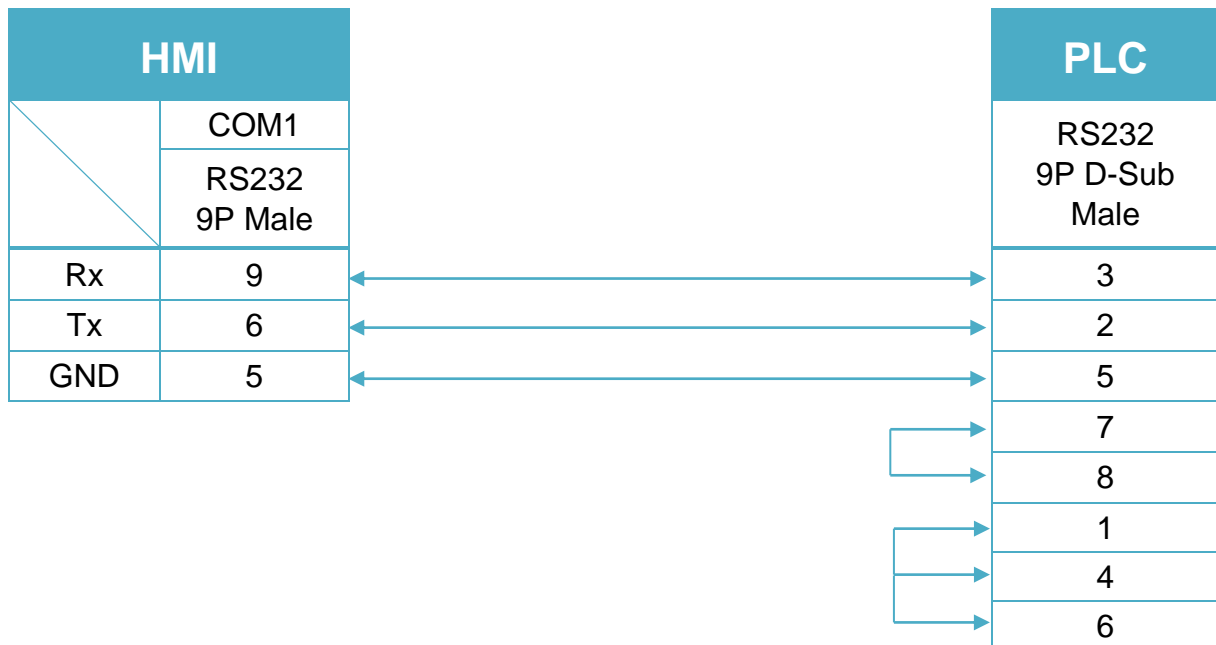 HMI
PLC
COM1
RS232
9P Male
RS232
9P D-Sub
Male
Rx 9 3
Tx 6 2
GND 5 5
7
8
1
4
6